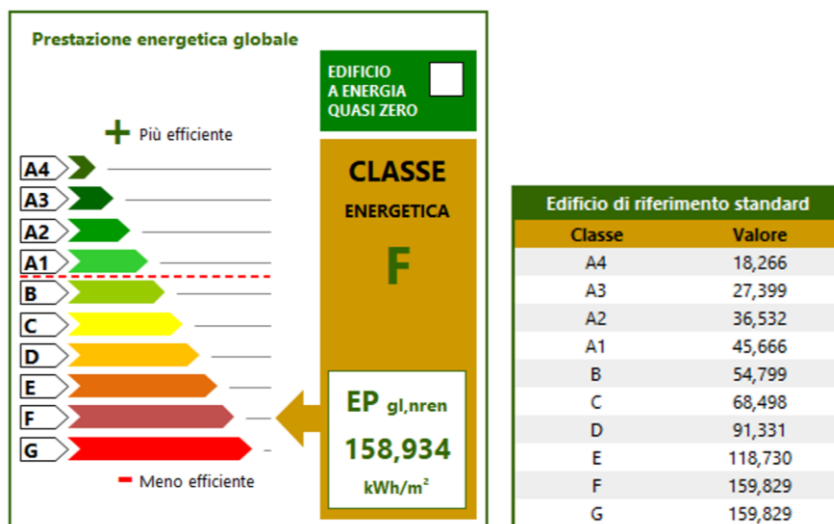 Prestazione energetica globale
EDIFICIO
A ENERGIA
QUASI ZERO
+ Più efficiente
A4
A3
A2
A1
B
C
D
E
F
G
- Meno efficiente
CLASSE
ENERGETICA
F
EP gl,nren
158,934
kWh/m²
Edificio di riferimento standard
Classe Valore
A4 18,266
A3 27,399
A2 36,532
A1 45,666
B 54,799
C 68,498
D 91,331
E 118,730
F 159,829
G 159,829